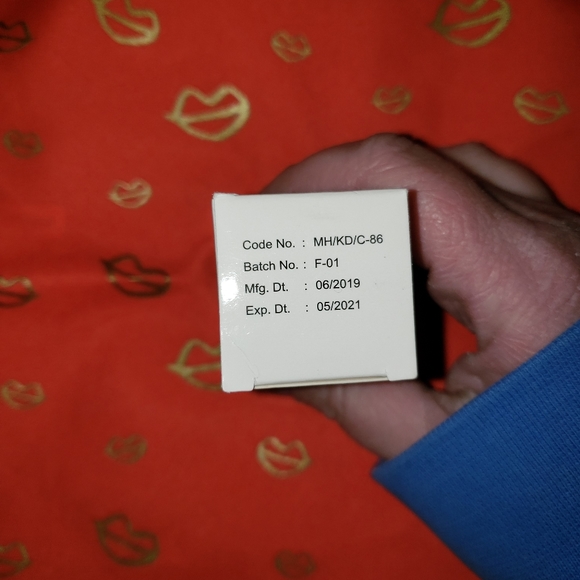 Code No. : MH/KD/C-86
Batch No. : F-01
Mfg. Dt. : 06/2019
Exp. Dt. : 05/2021